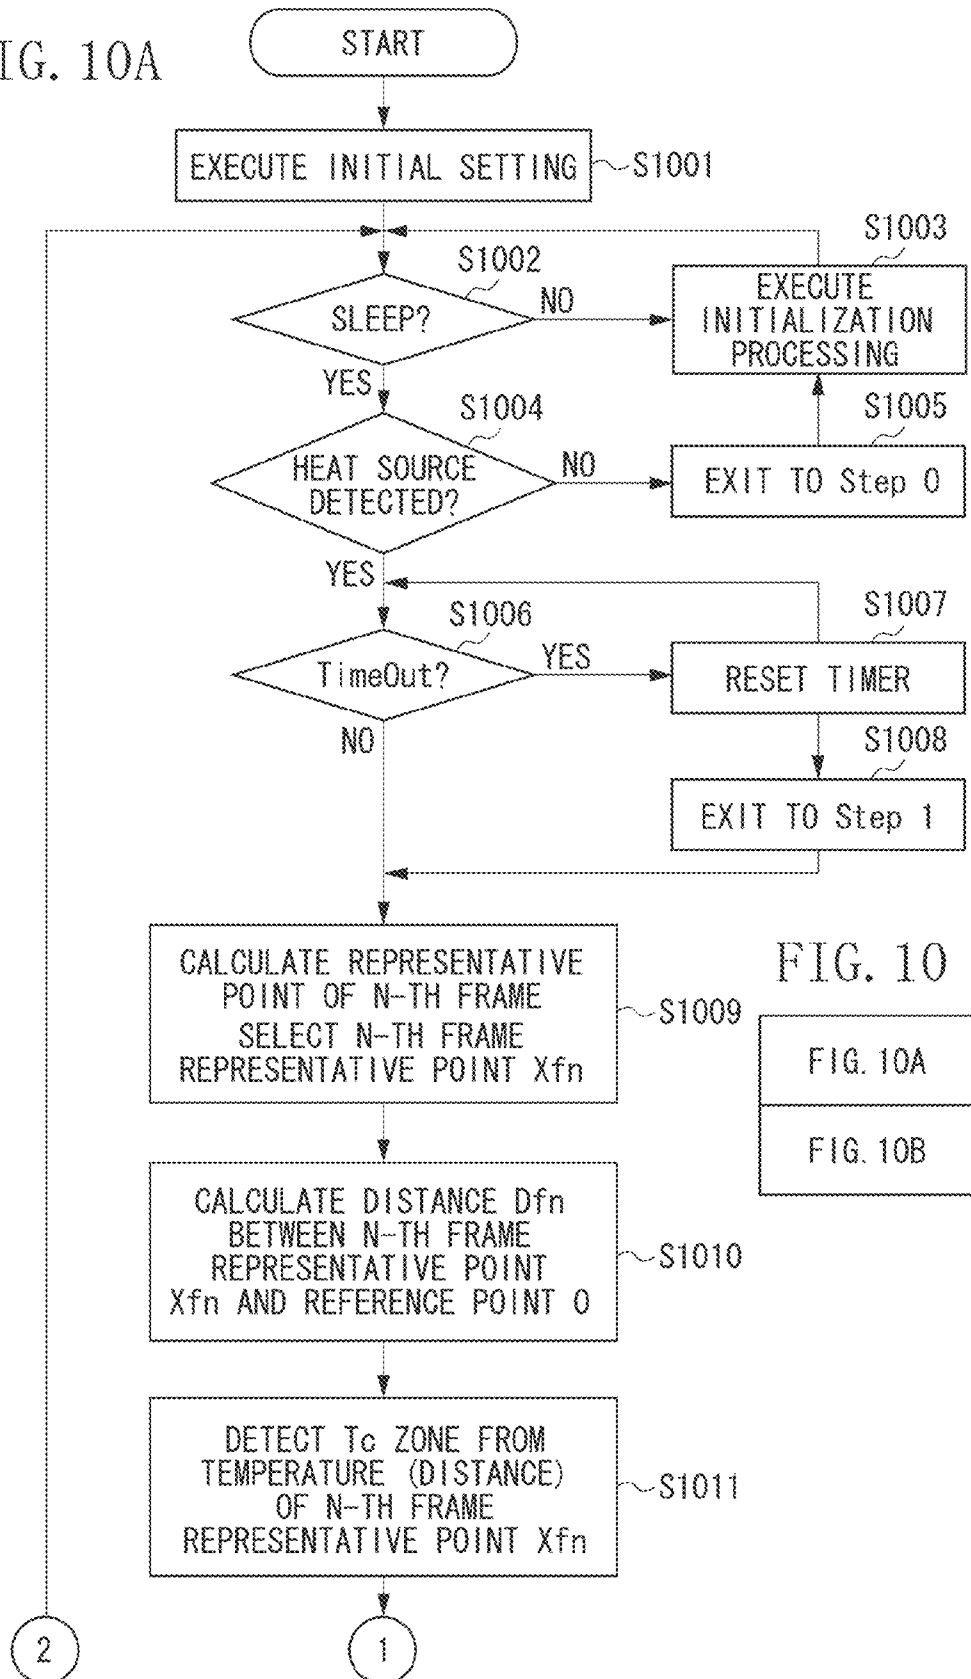 IG. 10A
START
EXECUTE INITIAL SETTING
S1001
S1002
SLEEP?
NO
YES
S1003
EXECUTE
INITIALIZATION
PROCESSING
S1004
HEAT SOURCE
DETECTED?
NO
YES
S1005
EXIT TO Step 0
S1006
TimeOut?
YES
NO
S1007
RESET TIMER
S1008
EXIT TO Step 1
CALCULATE REPRESENTATIVE
POINT OF N-TH FRAME
SELECT N-TH FRAME
REPRESENTATIVE POINT Xfn
S1009
FIG. 10
FIG. 10A
FIG. 10B
CALCULATE DISTANCE Dfn
BETWEEN N-TH FRAME
REPRESENTATIVE POINT
Xfn AND REFERENCE POINT O
S1010
DETECT Tc ZONE FROM
TEMPERATURE (DISTANCE)
OF N-TH FRAME
REPRESENTATIVE POINT Xfn
S1011
2
1